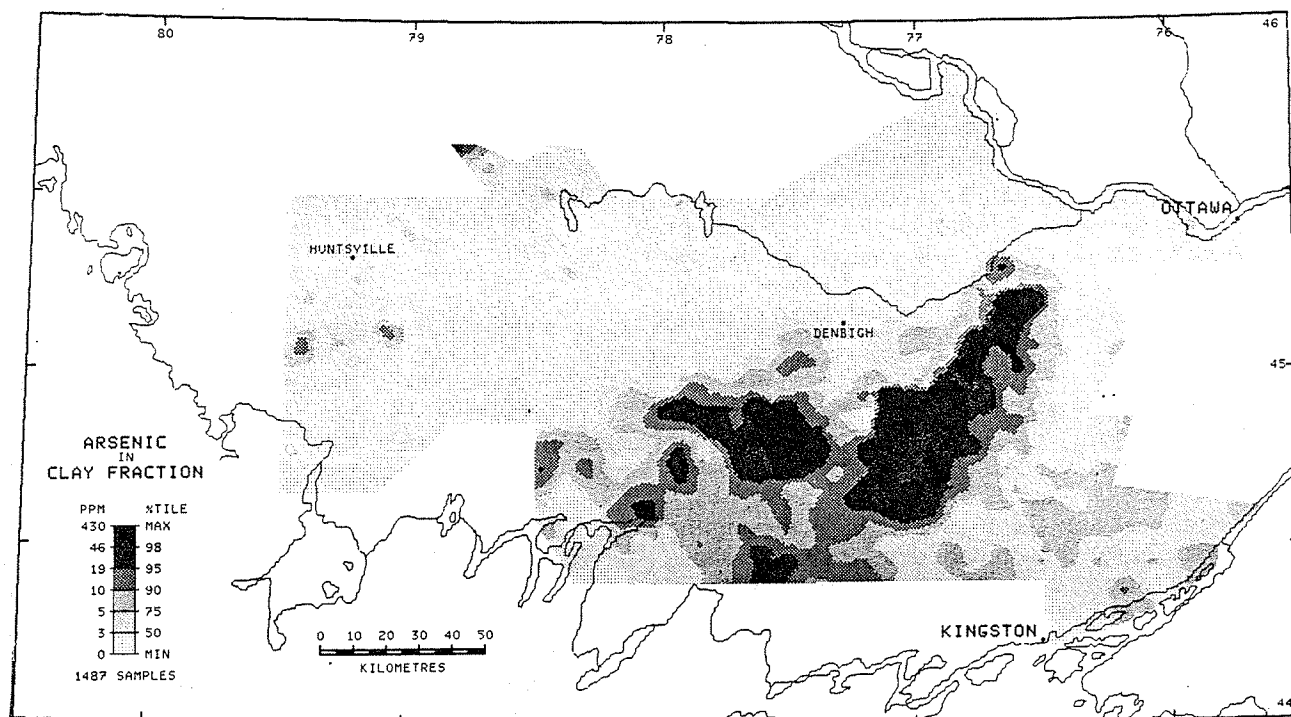 80
79
78
77
76
46
OTTAWA
HUNTSVILLE
DENBIGH
45
ARSENIC
IN
CLAY FRACTION
PPM %TILE
430 MAX
46 98
19 95
10 90
5 75
3 50
0 MIN
1487 SAMPLES
0 10 20 30 40 50
KILOMETRES
KINGSTON
44